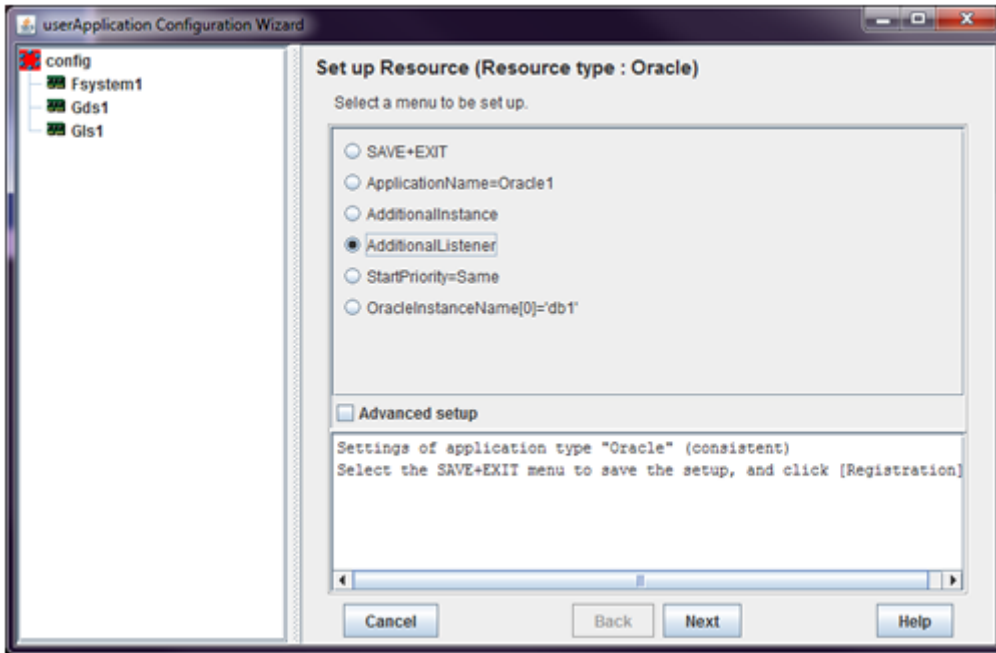 userApplication Configuration Wizard
config
Fsystem1
Gds1
Gls1
Set up Resource (Resource type : Oracle)
Select a menu to be set up.
SAVE+EXIT
ApplicationName=Oracle1
AdditionalInstance
AdditionalListener
StartPriority=Same
OracleInstanceName[0]='db1'
Advanced setup
Settings of application type "Oracle" (consistent)
Select the SAVE+EXIT menu to save the setup, and click [Registration]
Cancel Back Next Help